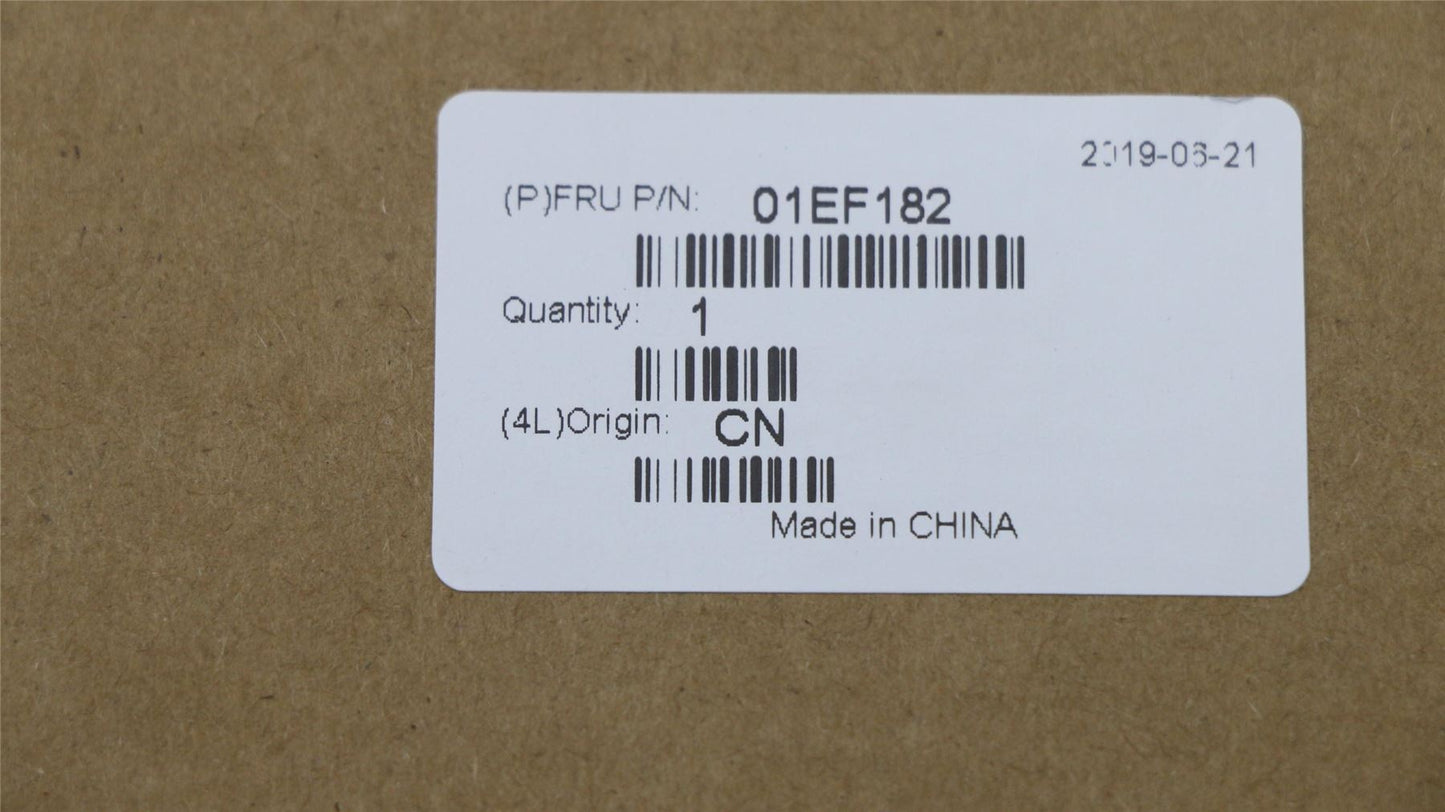 2019-06-21
(P)FRU P/N: 01EF182
Quantity: 1
(4L)Origin: CN
Made in CHINA